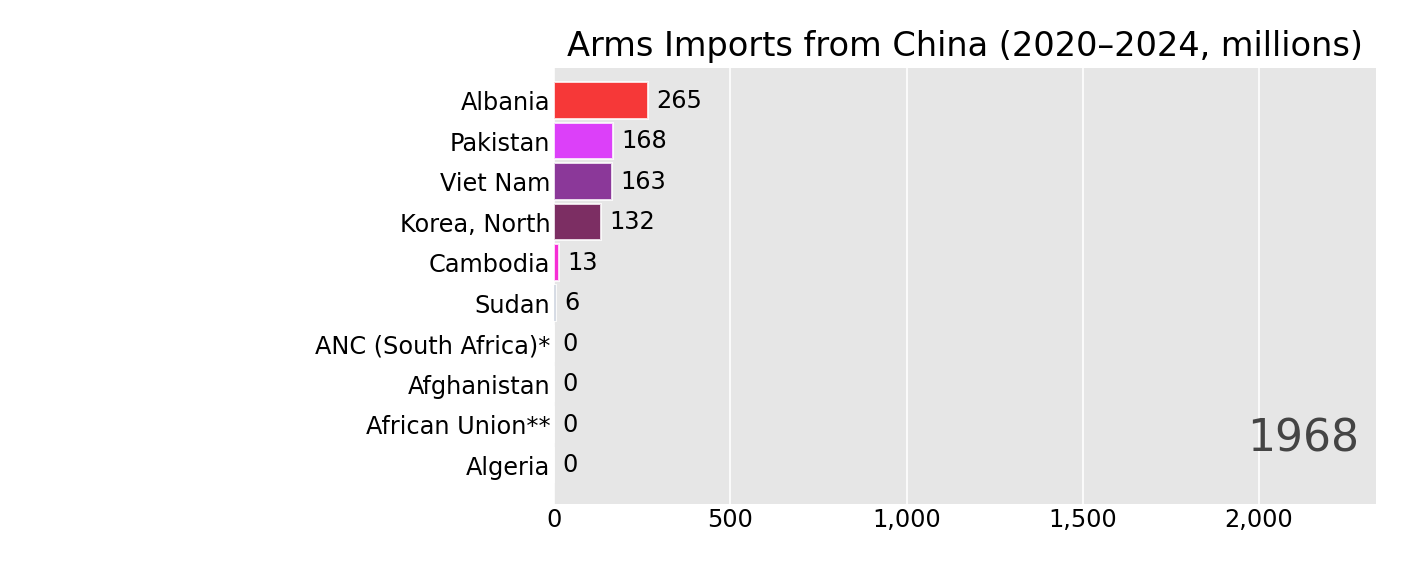 Arms Imports from China (2020–2024, millions)
Albania 265
Pakistan 168
Viet Nam 163
Korea, North 132
Cambodia 13
Sudan 6
ANC (South Africa)* 0
Afghanistan 0
African Union** 0
Algeria 0
1968
0 500 1,000 1,500 2,000